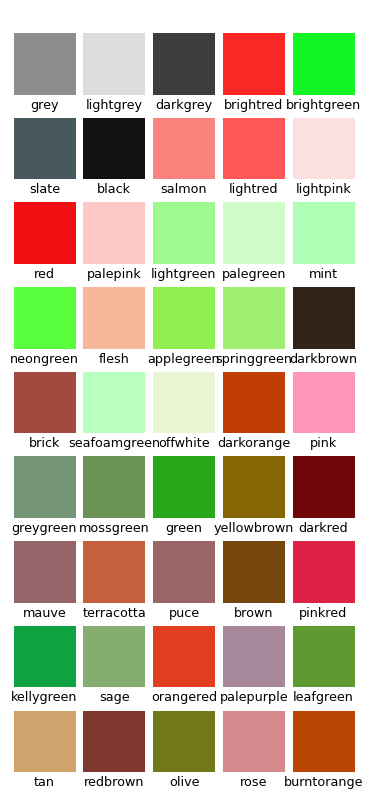 grey lightgrey darkgrey brightred brightgreen
slate black salmon lightred lightpink
red palepink lightgreen palegreen mint
neongreen flesh applegreen springgreen darkbrown
brick seafoamgreen offwhite darkorange pink
greygreen mossgreen green yellowbrown darkred
mauve terracotta puce brown pinkred
kellygreen sage orangered palepurple leafgreen
tan redbrown olive rose burntorange